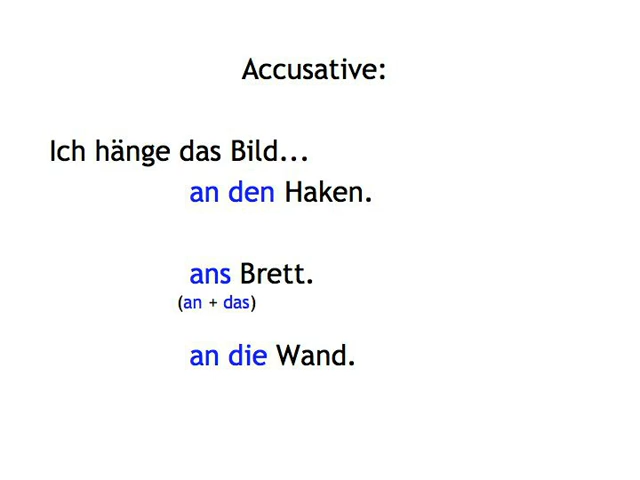 Accusative:
Ich hänge das Bild...
an den Haken.
ans Brett.
(an + das)
an die Wand.